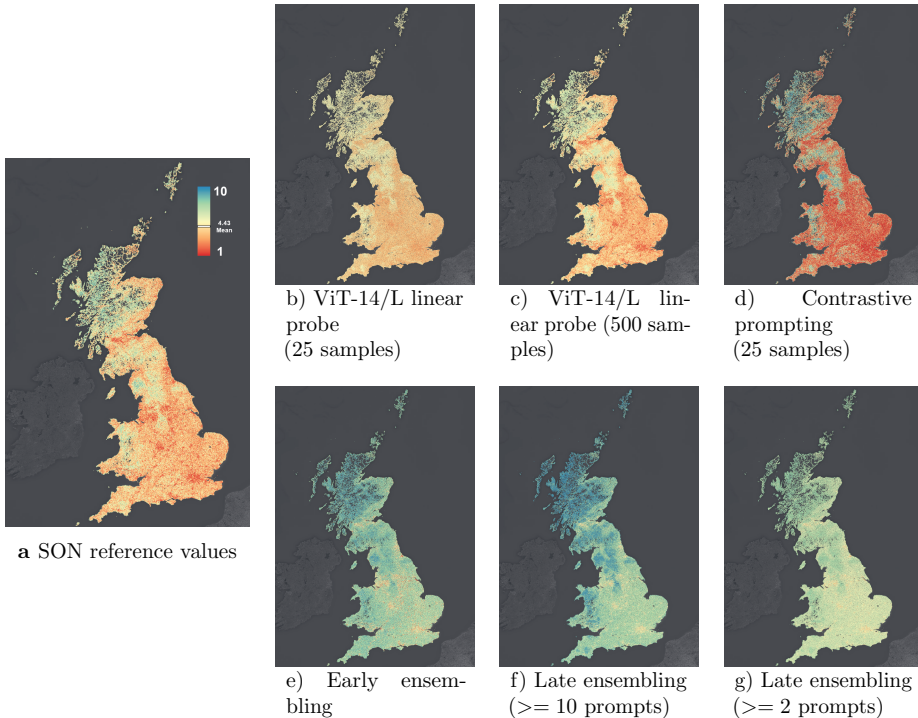 10
4.43
Mean
1
a SON reference values
b) ViT-14/L linear
probe
(25 samples)
c) ViT-14/L lin-
ear probe (500 sam-
ples)
d) Contrastive
prompting
(25 samples)
e) Early ensem-
bling
f) Late ensembling
(>= 10 prompts)
g) Late ensembling
(>= 2 prompts)